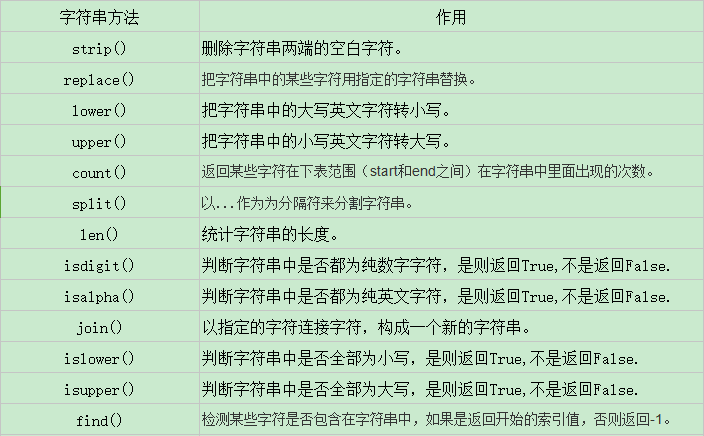 字符串方法 作用
strip() 删除字符串两端的空白字符。
replace() 把字符串中的某些字符用指定的字符串替换。
lower() 把字符串中的大写英文字符转小写。
upper() 把字符串中的小写英文字符转大写。
count() 返回某些字符在下表范围（start和end之间）在字符串中里面出现的次数。
split() 以...作为为分隔符来分割字符串。
len() 统计字符串的长度。
isdigit() 判断字符串中是否都为纯数字字符，是则返回True,不是返回False.
isalpha() 判断字符串中是否都为纯英文字符，是则返回True,不是返回False.
join() 以指定的字符连接字符，构成一个新的字符串。
islower() 判断字符串中是否全部为小写，是则返回True,不是返回False.
isupper() 判断字符串中是否全部为大写，是则返回True,不是返回False.
find() 检测某些字符是否包含在字符串中，如果是返回开始的索引值，否则返回-1。